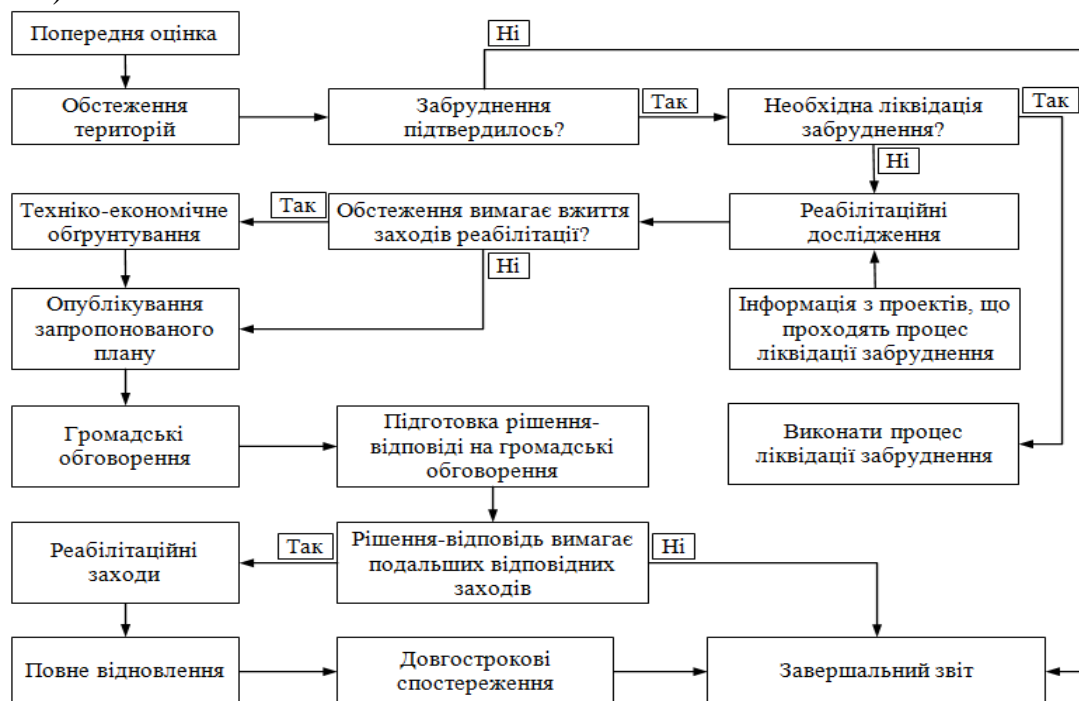 )
Попередня оцінка
Ні
Обстеження
територій
Забруднення
підтвердилось?
Так
Необхідна ліквідація
забруднення?
Так
Ні
Техніко-економічне
обґрунтування
Так
Обстеження вимагає вжиття
заходів реабілітації?
Реабілітаційні
дослідження
Ні
Опублікування
запропонованого
плану
Інформація з проектів, що
проходять процес
ліквідації забруднення
Громадські
обговорення
Підготовка рішення-
відповіді на громадські
обговорення
Виконати процес
ліквідації забруднення
Реабілітаційні
заходи
Так
Рішення-відповідь вимагає
подальших відповідних
заходів
Ні
Повне відновлення
Довгострокові
спостереження
Завершальний звіт